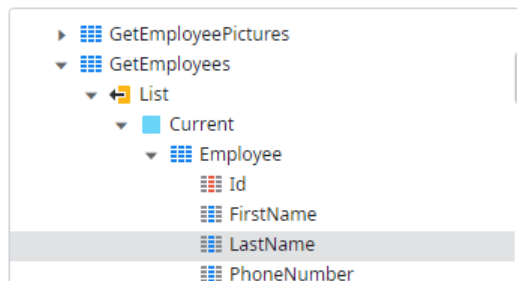 GetEmployeePictures
GetEmployees
List
Current
Employee
Id
FirstName
LastName
PhoneNumber